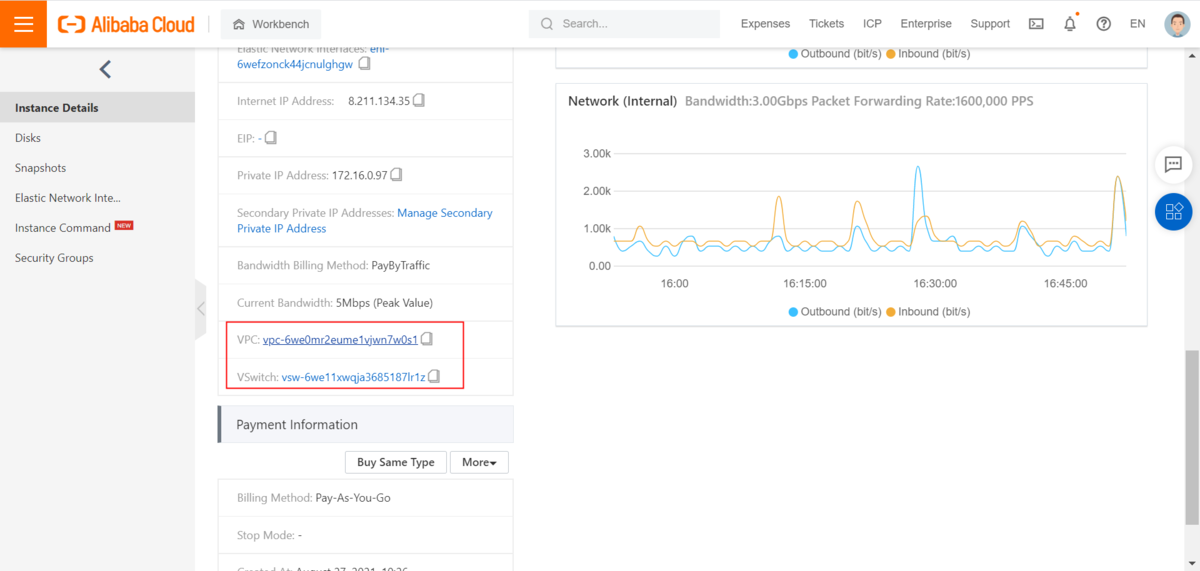 Alibaba Cloud
Workbench
Search...
Expenses
Tickets
ICP
Enterprise
Support
EN
Instance Details
Disks
Snapshots
Elastic Network Inte...
Instance Command NEW
Security Groups
Elastic Network Interfaces: eni-
6wefzonck44jcnulghgw
Internet IP Address: 8.211.134.35
EIP: -
Private IP Address: 172.16.0.97
Secondary Private IP Addresses: Manage Secondary
Private IP Address
Bandwidth Billing Method: PayByTraffic
Current Bandwidth: 5Mbps (Peak Value)
VPC: vpc-6we0mr2eume1vjwn7w0s1
VSwitch: vsw-6we11xwqja3685187lr1z
Payment Information
Buy Same Type
More
Billing Method: Pay-As-You-Go
Stop Mode: -
Created At: August 27, 2021, 10:26
Outbound (bit/s) Inbound (bit/s)
Network (Internal) Bandwidth:3.00Gbps Packet Forwarding Rate:1600,000 PPS
3.00k
2.00k
1.00k
0.00
16:00 16:15:00 16:30:00 16:45:00
Outbound (bit/s) Inbound (bit/s)